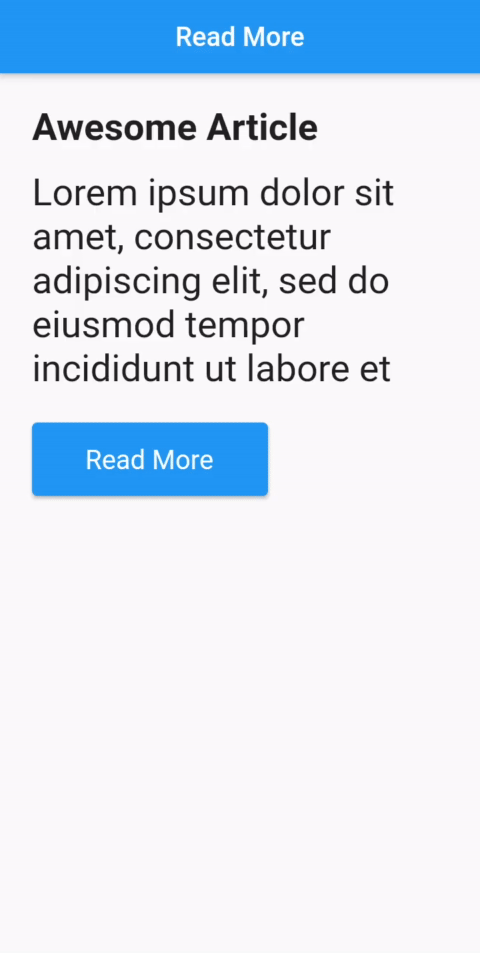 Read More
Awesome Article
Lorem ipsum dolor sit
amet, consectetur
adipiscing elit, sed do
eiusmod tempor
incididunt ut labore et
Read More